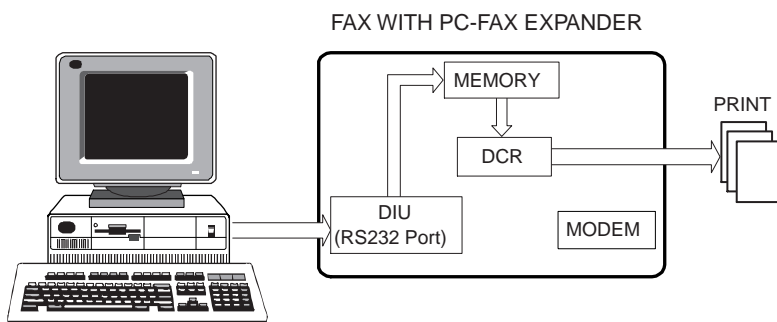 FAX WITH PC-FAX EXPANDER
MEMORY
PRINT
DCR
DIU
(RS232 Port)
MODEM